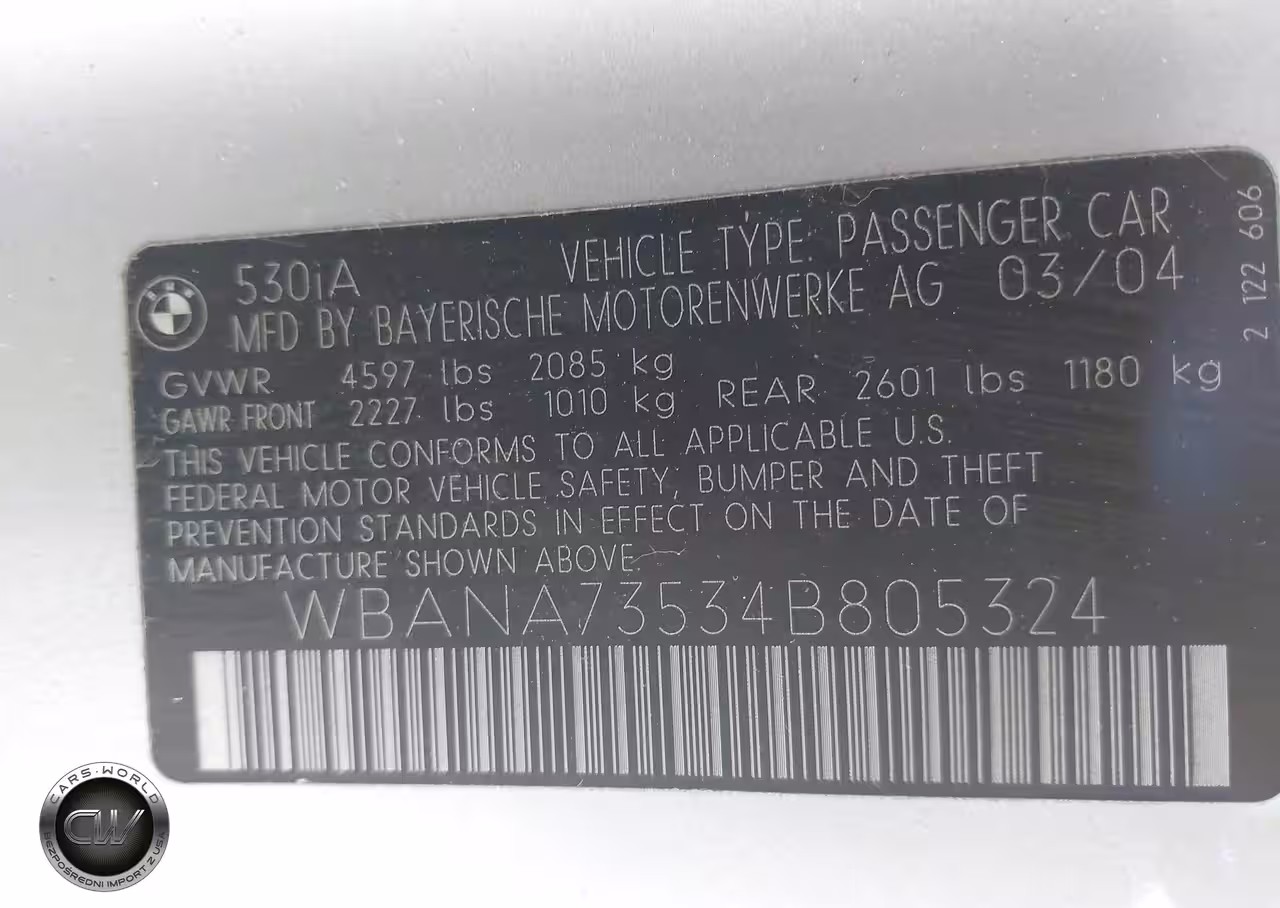 530iA VEHICLE TYPE: PASSENGER CAR
MFD BY BAYERISCHE MOTORENWERKE AG 03/04
GVWR 4597 lbs 2085 kg
GAWR FRONT 2227 lbs 1010 kg REAR 2601 lbs 1180 kg
THIS VEHICLE CONFORMS TO ALL APPLICABLE U.S.
FEDERAL MOTOR VEHICLE SAFETY, BUMPER AND THEFT
PREVENTION STANDARDS IN EFFECT ON THE DATE OF
MANUFACTURE SHOWN ABOVE.
WBANA73534B805324
2 122 606
BMW
CARS-WORLD
CW
BEZPOŚREDNI IMPORT Z USA